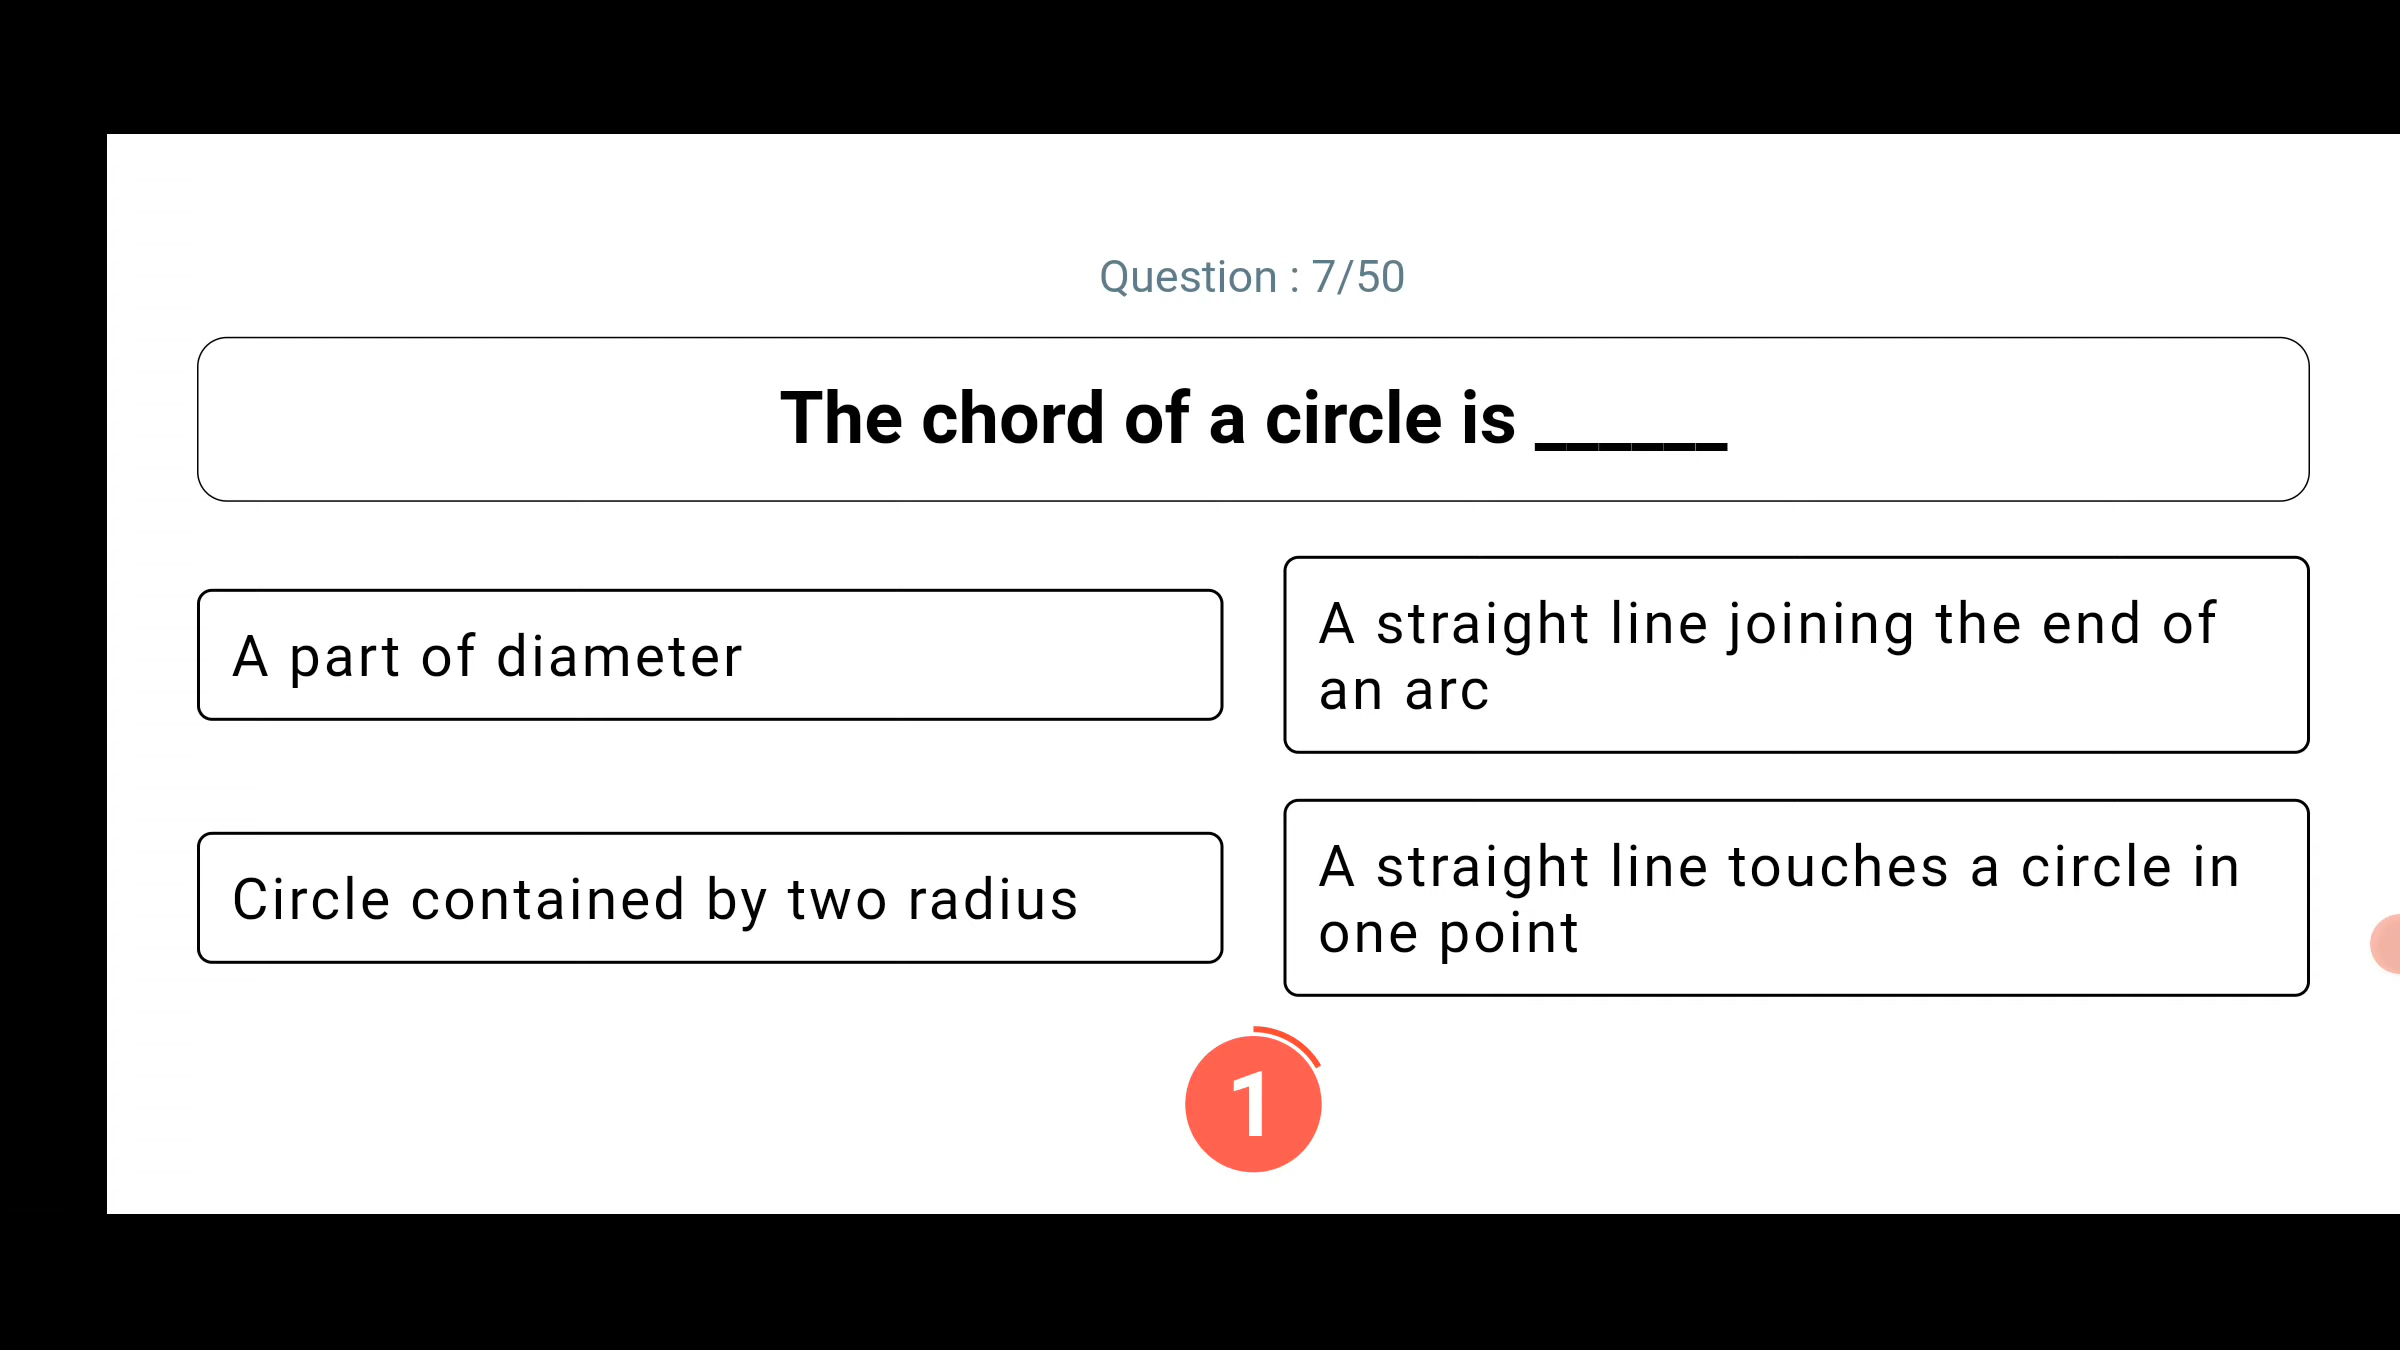 Question : 7/50
The chord of a circle is ______
A part of diameter
A straight line joining the end of
an arc
Circle contained by two radius
A straight line touches a circle in
one point
1